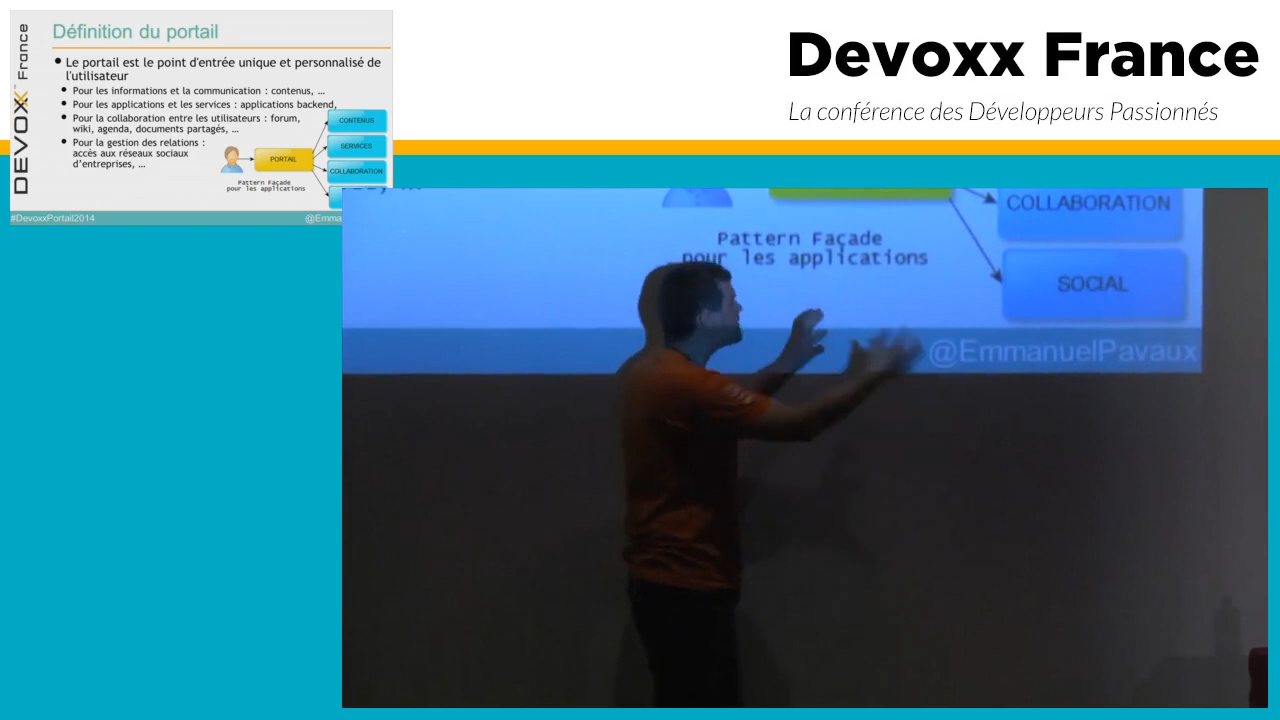 Définition du portail
DEVOXX France
Le portail est le point d'entrée unique et personnalisé de
l'utilisateur
Pour les informations et la communication : contenus, ...
Pour les applications et les services : applications backend,
Pour la collaboration entre les utilisateurs : forum,
wiki, agenda, documents partagés, ...
Pour la gestion des relations :
accès aux réseaux sociaux
d'entreprises, ...
CONTENUS
SERVICES
PORTAIL
COLLABORATION
Pattern Façade
pour les applications
#DevoxxPortail2014
@Emma
Devoxx France
La conférence des Développeurs Passionnés
COLLABORATION
Pattern Façade
pour les applications
SOCIAL
@EmmanuelPavaux